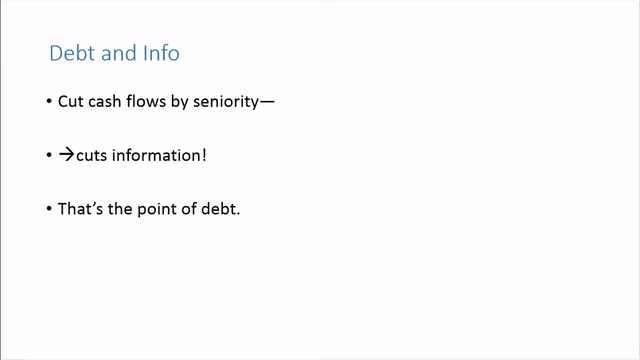 Debt and Info
• Cut cash flows by seniority—
• →cuts information!
• That's the point of debt.